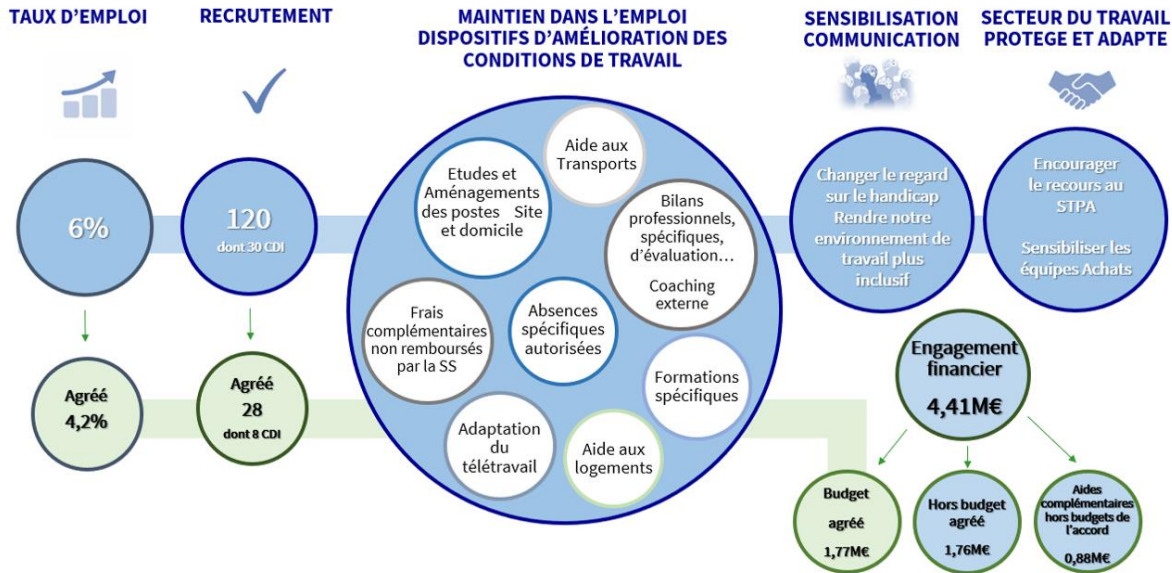 TAUX D'EMPLOI
RECRUTEMENT
MAINTIEN DANS L'EMPLOI
DISPOSITIFS D'AMÉLIORATION DES
CONDITIONS DE TRAVAIL
SENSIBILISATION
COMMUNICATION
SECTEUR DU TRAVAIL
PROTEGE ET ADAPTE
6%
120
dont 30 CDI
Etudes et
Aménagements
des postes Site
et domicile
Aide aux
Transports
Bilans
professionnels,
spécifiques,
d'évaluation...
Coaching
externe
Frais
complémentaires
non remboursés
par la SS
Absences
spécifiques
autorisées
Formations
spécifiques
Adaptation
du
télétravail
Aide aux
logements
Changer le regard
sur le handicap
Rendre notre
environnement de
travail plus
inclusif
Encourager
le recours au
STPA
Sensibiliser les
équipes Achats
Agréé
4,2%
Agréé
28
dont 8 CDI
Engagement
financier
4,41M€
Budget
agréé
1,77M€
Hors budget
agréé
1,76M€
Aides
complémentaires
hors budgets de
l'accord
0,88M€